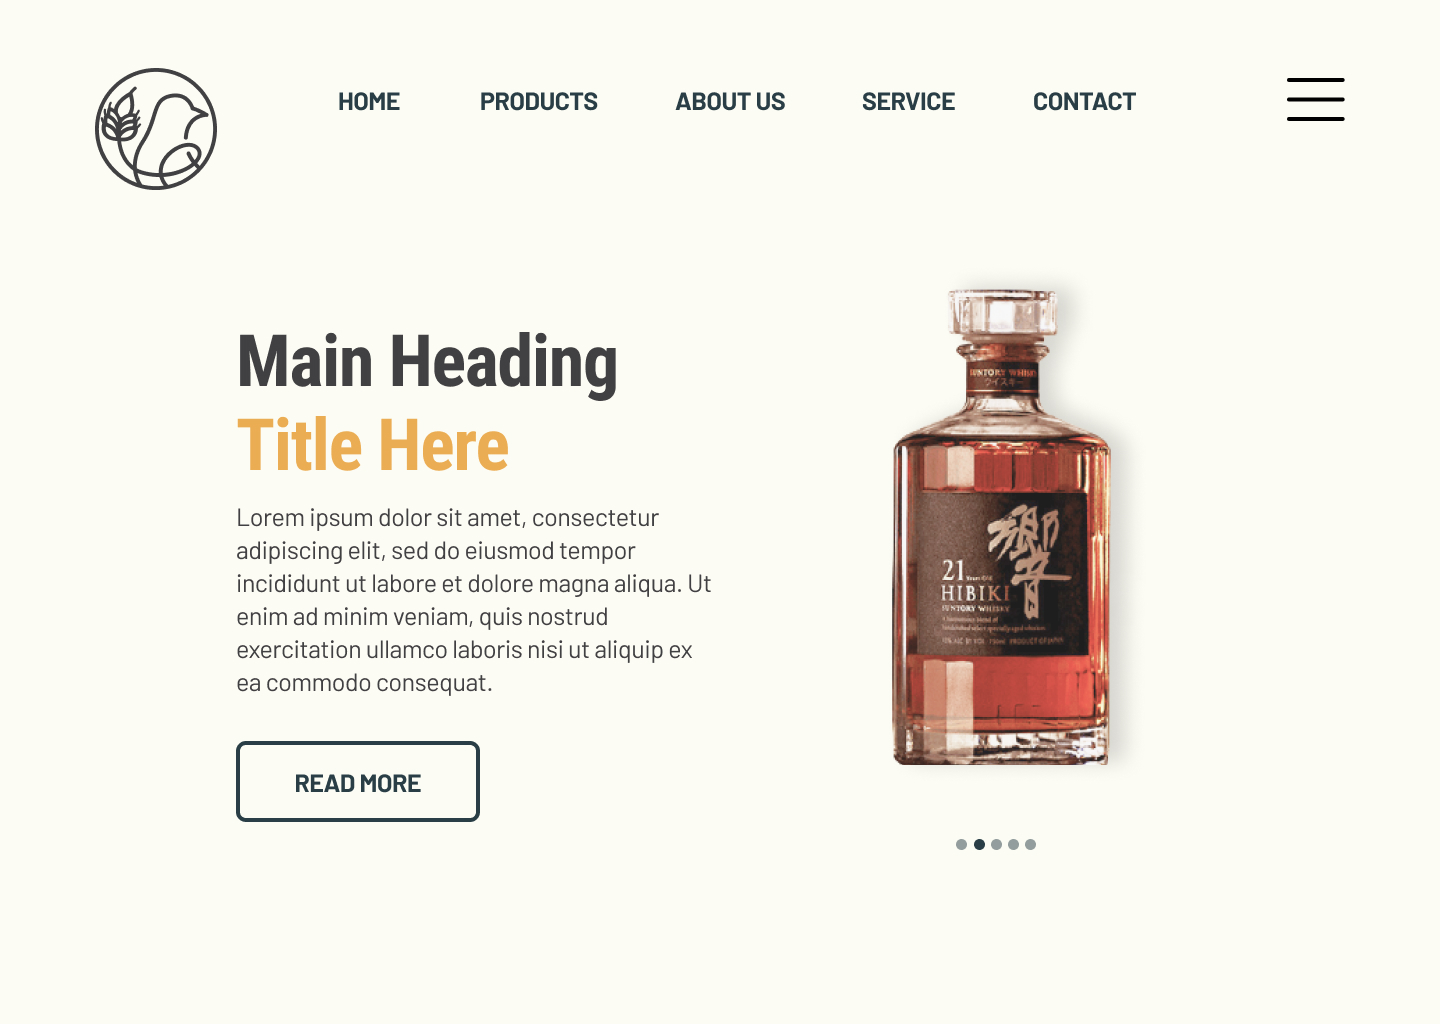 HOME PRODUCTS ABOUT US SERVICE CONTACT
Main Heading
Title Here
Lorem ipsum dolor sit amet, consectetur
adipiscing elit, sed do eiusmod tempor
incididunt ut labore et dolore magna aliqua. Ut
enim ad minim veniam, quis nostrud
exercitation ullamco laboris nisi ut aliquip ex
ea commodo consequat.
READ MORE
SUNTORY WHISKY
ウイスキー
響
21 Years Old
HIBIKI
SUNTORY WHISKY
A harmonious blend of